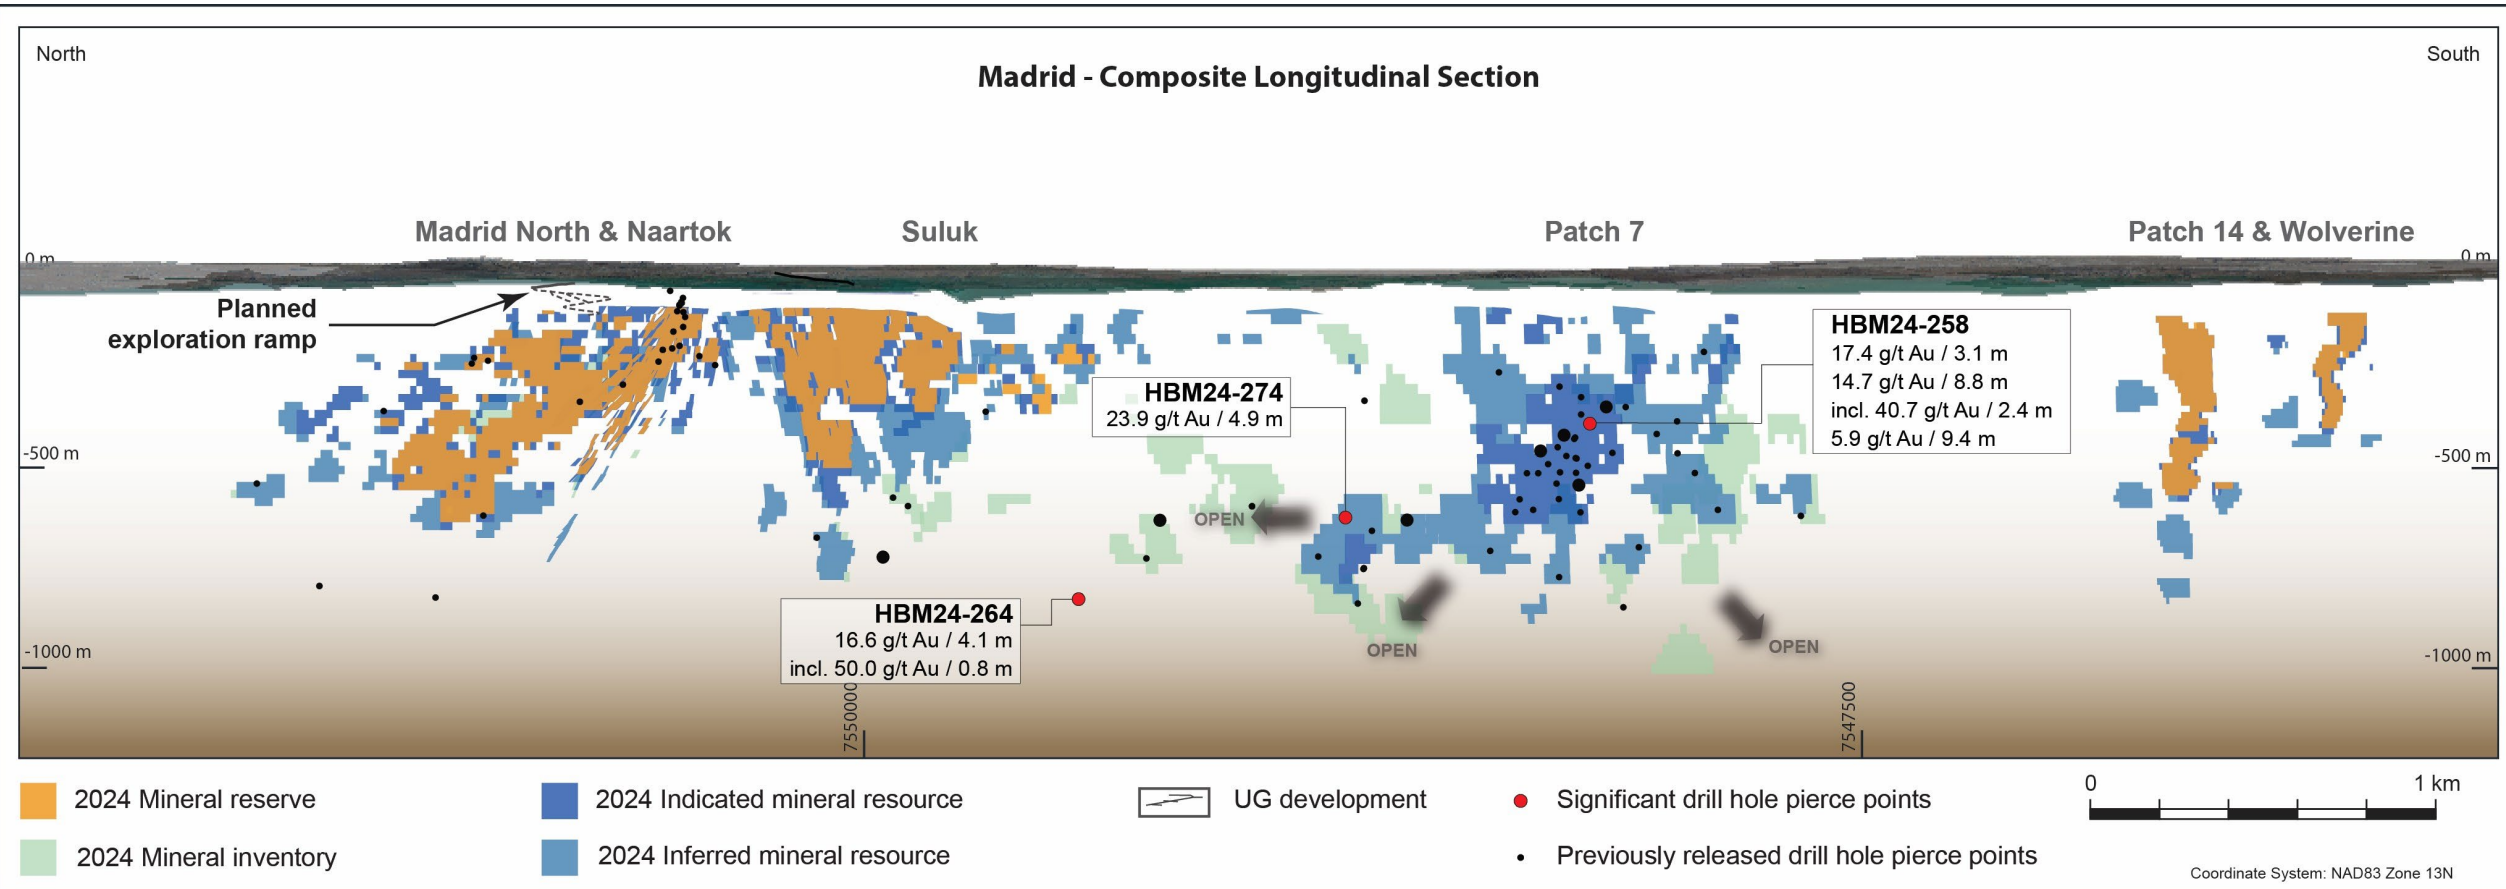 North
South
Madrid - Composite Longitudinal Section
Madrid North & Naartok
Suluk
Patch 7
Patch 14 & Wolverine
0 m
0 m
Planned
exploration ramp
HBM24-258
17.4 g/t Au / 3.1 m
14.7 g/t Au / 8.8 m
incl. 40.7 g/t Au / 2.4 m
5.9 g/t Au / 9.4 m
HBM24-274
23.9 g/t Au / 4.9 m
-500 m
-500 m
OPEN
HBM24-264
16.6 g/t Au / 4.1 m
incl. 50.0 g/t Au / 0.8 m
OPEN
OPEN
-1000 m
-1000 m
7550000
7547500
2024 Mineral reserve
2024 Indicated mineral resource
UG development
Significant drill hole pierce points
0
1 km
2024 Mineral inventory
2024 Inferred mineral resource
Previously released drill hole pierce points
Coordinate System: NAD83 Zone 13N